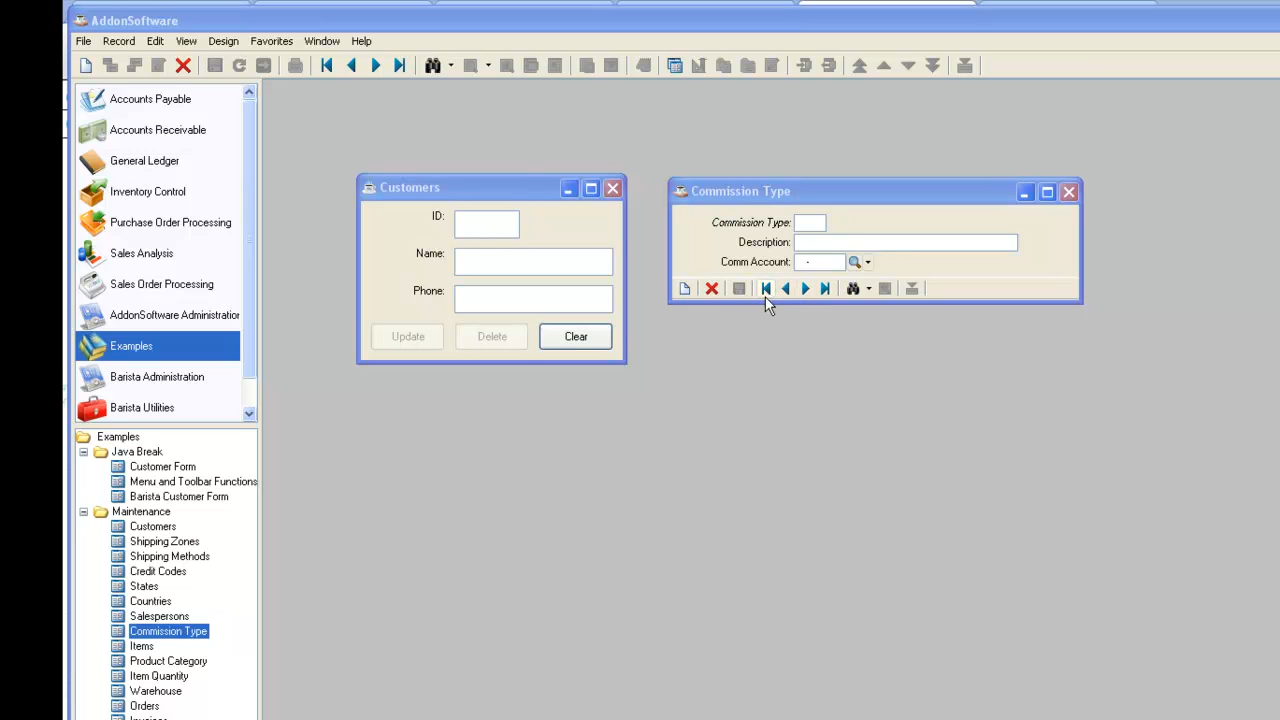 AddonSoftware
File Record Edit View Design Favorites Window Help
Accounts Payable
Accounts Receivable
General Ledger
Inventory Control
Purchase Order Processing
Sales Analysis
Sales Order Processing
AddonSoftware Administratior
Examples
Barista Administration
Barista Utilities
Examples
Java Break
Customer Form
Menu and Toolbar Functions
Barista Customer Form
Maintenance
Customers
Shipping Zones
Shipping Methods
Credit Codes
States
Countries
Salespersons
Commission Type
Items
Product Category
Item Quantity
Warehouse
Orders
Customers
ID:
Name:
Phone:
Update Delete Clear
Commission Type
Commission Type:
Description:
Comm Account: -